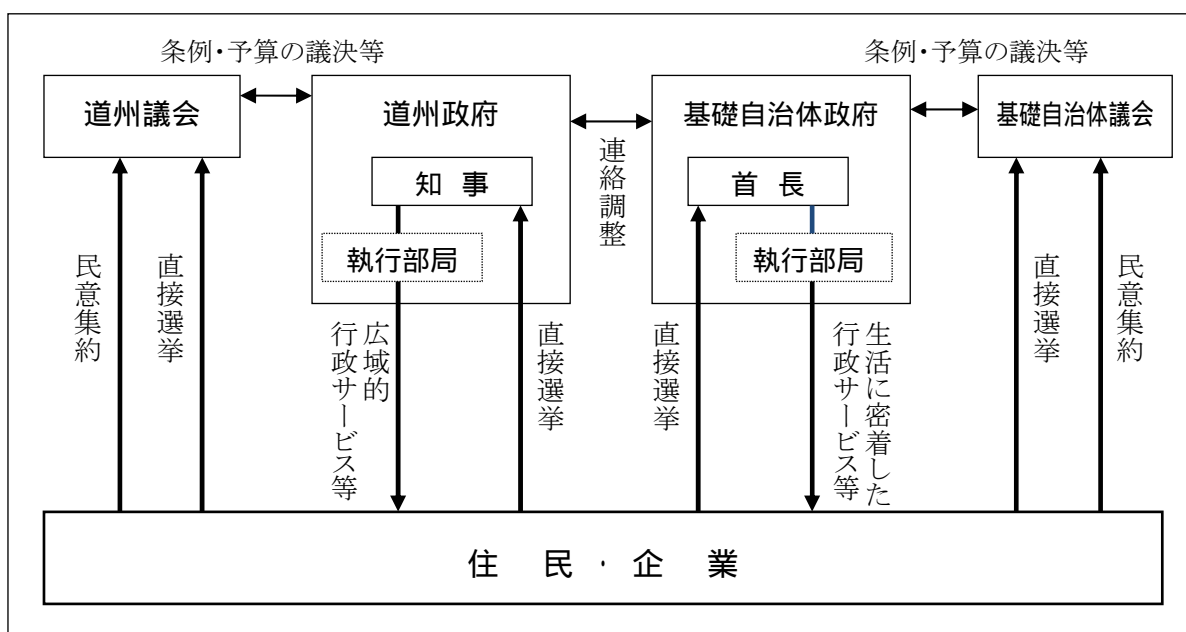 条例・予算の議決等
条例・予算の議決等
道州議会
道州政府
基礎自治体政府
基礎自治体議会
知事
首長
連絡調整
執行部局
執行部局
民意集約
直接選挙
広域的
行政サービス等
直接選挙
直接選挙
生活に密着した
行政サービス等
直接選挙
民意集約
住民・企業